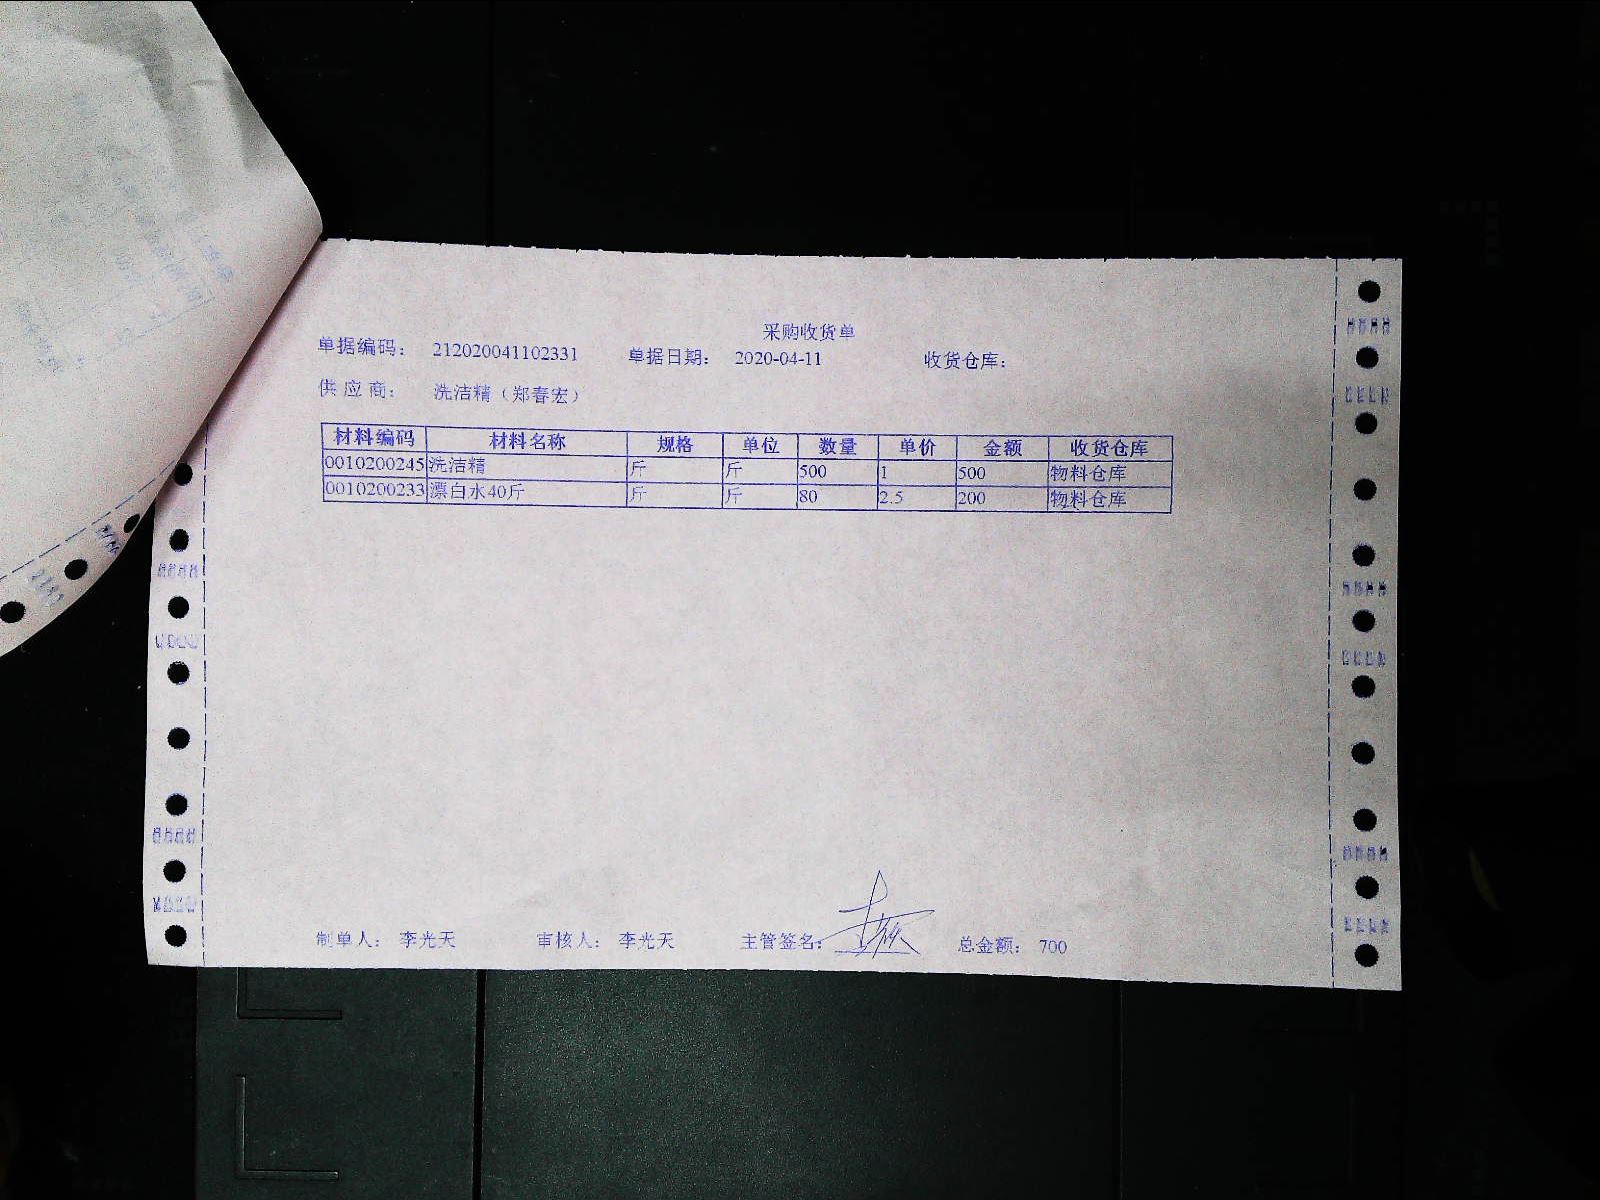 采购收货单
单据编码： 212020041102331 单据日期： 2020-04-11 收货仓库：
供 应 商： 洗洁精（郑春宏）
材料编码 材料名称 规格 单位 数量 单价 金额 收货仓库
0010200245 洗洁精 斤 斤 500 1 500 物料仓库
0010200233 漂白水40斤 斤 斤 80 2.5 200 物料仓库
制单人： 李光天 审核人： 李光天 主管签名： 总金额： 700